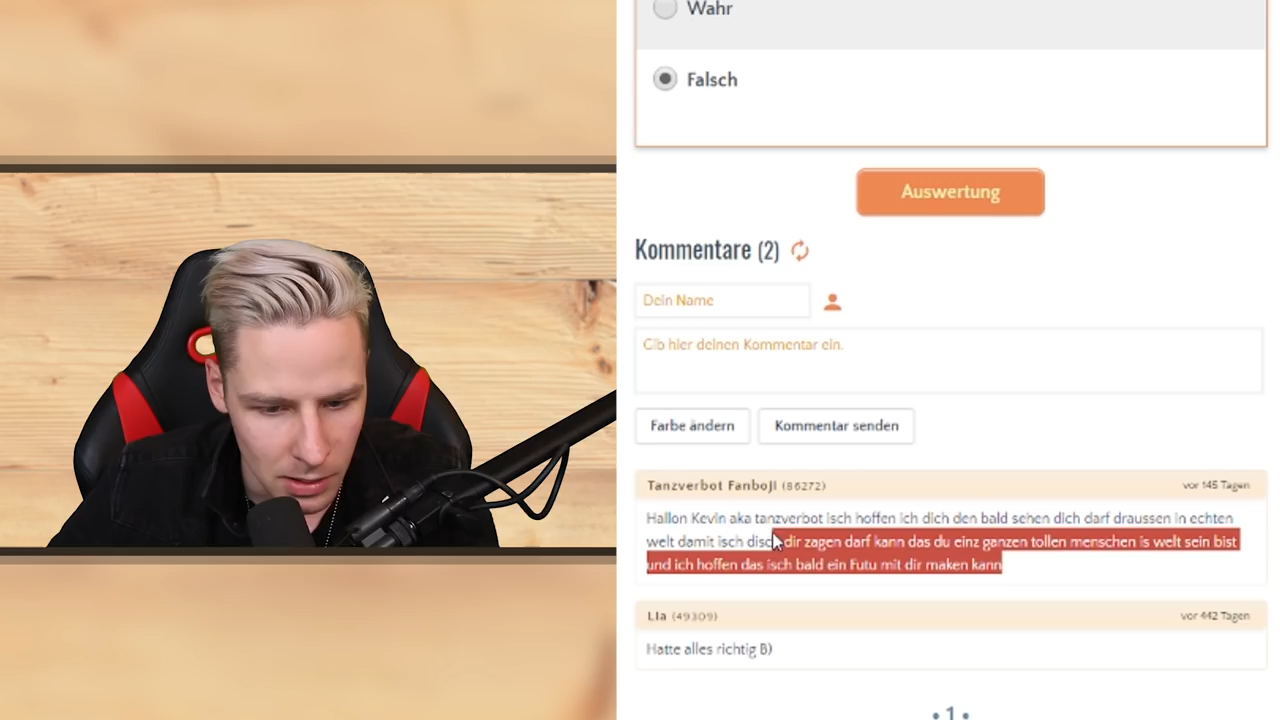 Wahr
Falsch
Auswertung
Kommentare (2)
Dein Name
Gib hier deinen Kommentar ein.
Farbe ändern
Kommentar senden
Tanzverbot FanboJI (86272)
vor 145 Tagen
Hallon Kevin aka tanzverbot isch hoffen ich dich den bald sehen dich darf draussen in echten
welt damit isch disch dir zagen darf kann das du einz ganzen tollen menschen is welt sein bist
und ich hoffen das isch bald ein Futu mit dir maken kann
Lia (49309)
vor 442 Tagen
Hatte alles richtig B)
• 1 •